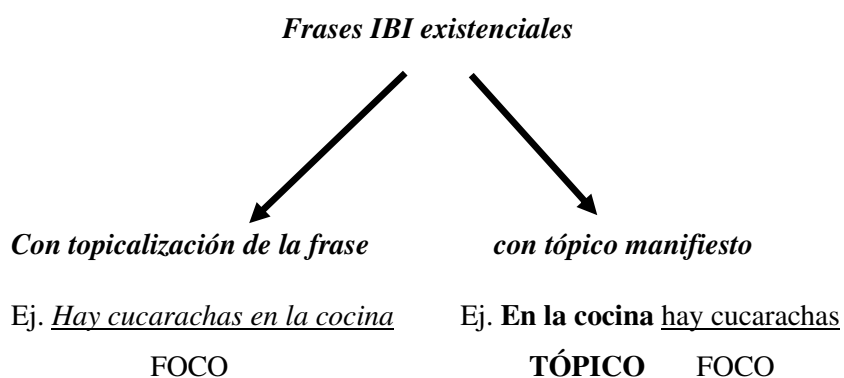 Frases IBI existenciales
Con topicalización de la frase con tópico manifiesto
Ej. Hay cucarachas en la cocina Ej. En la cocina hay cucarachas
FOCO TÓPICO FOCO